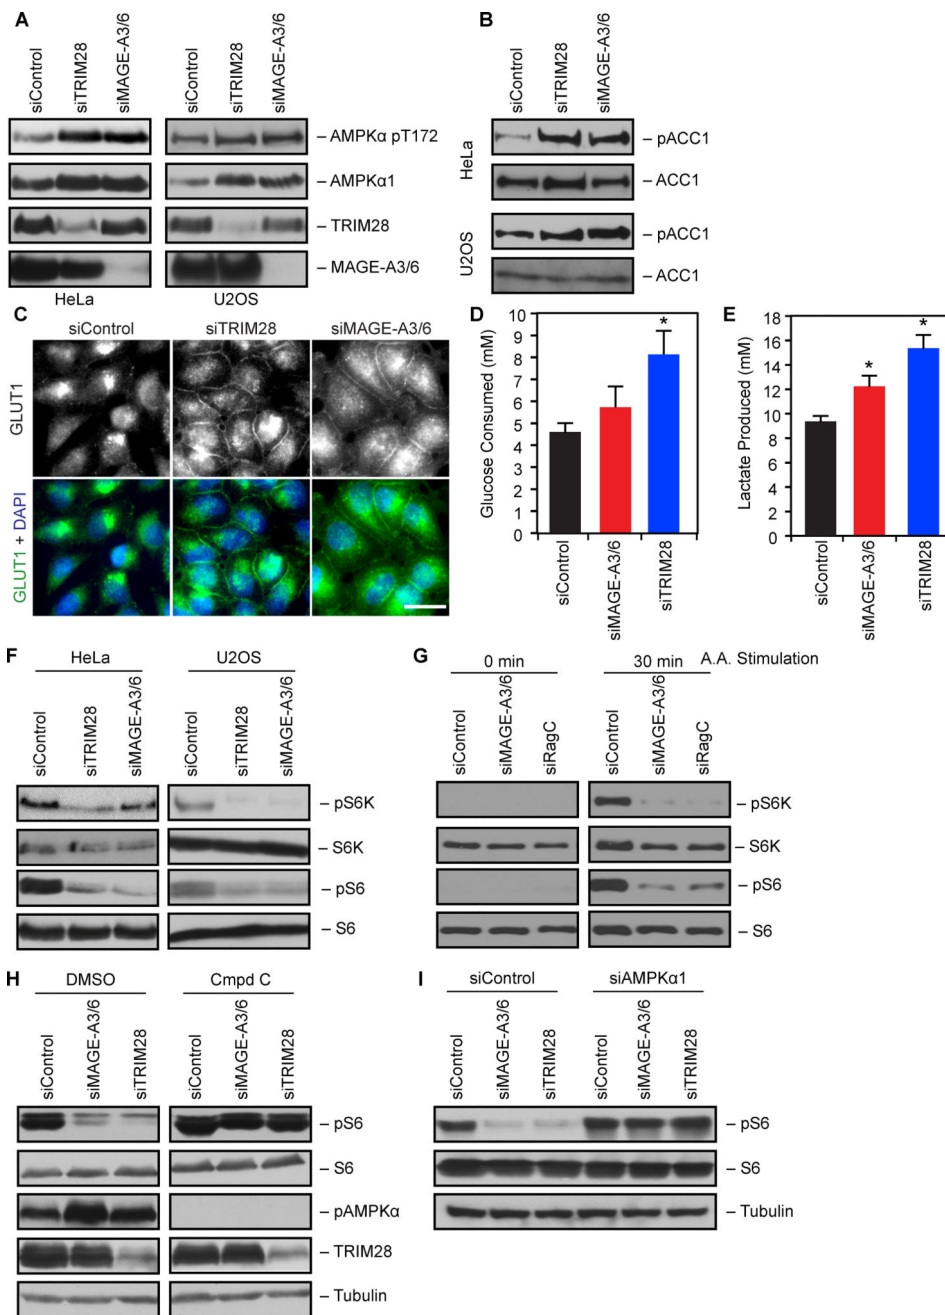 A
siControl
siTRIM28
siMAGE-A3/6
siControl
siTRIM28
siMAGE-A3/6
– AMPKα pT172
– AMPKα1
– TRIM28
– MAGE-A3/6
HeLa
U2OS
B
siControl
siTRIM28
siMAGE-A3/6
HeLa
– pACC1
– ACC1
U2OS
– pACC1
– ACC1
C
siControl
siTRIM28
siMAGE-A3/6
GLUT1
GLUT1 + DAPI
D
Glucose Consumed (mM)
10
9
8
7
6
5
4
3
2
1
0
*
siControl
siMAGE-A3/6
siTRIM28
E
Lactate Produced (mM)
18
16
14
12
10
8
6
4
2
0
*
*
siControl
siMAGE-A3/6
siTRIM28
F
HeLa
U2OS
siControl
siTRIM28
siMAGE-A3/6
siControl
siTRIM28
siMAGE-A3/6
– pS6K
– S6K
– pS6
– S6
G
0 min
30 min
A.A. Stimulation
siControl
siMAGE-A3/6
siRagC
siControl
siMAGE-A3/6
siRagC
– pS6K
– S6K
– pS6
– S6
H
DMSO
Cmpd C
siControl
siMAGE-A3/6
siTRIM28
siControl
siMAGE-A3/6
siTRIM28
– pS6
– S6
– pAMPKα
– TRIM28
– Tubulin
I
siControl
siAMPKα1
siControl
siMAGE-A3/6
siTRIM28
siControl
siMAGE-A3/6
siTRIM28
– pS6
– S6
– Tubulin